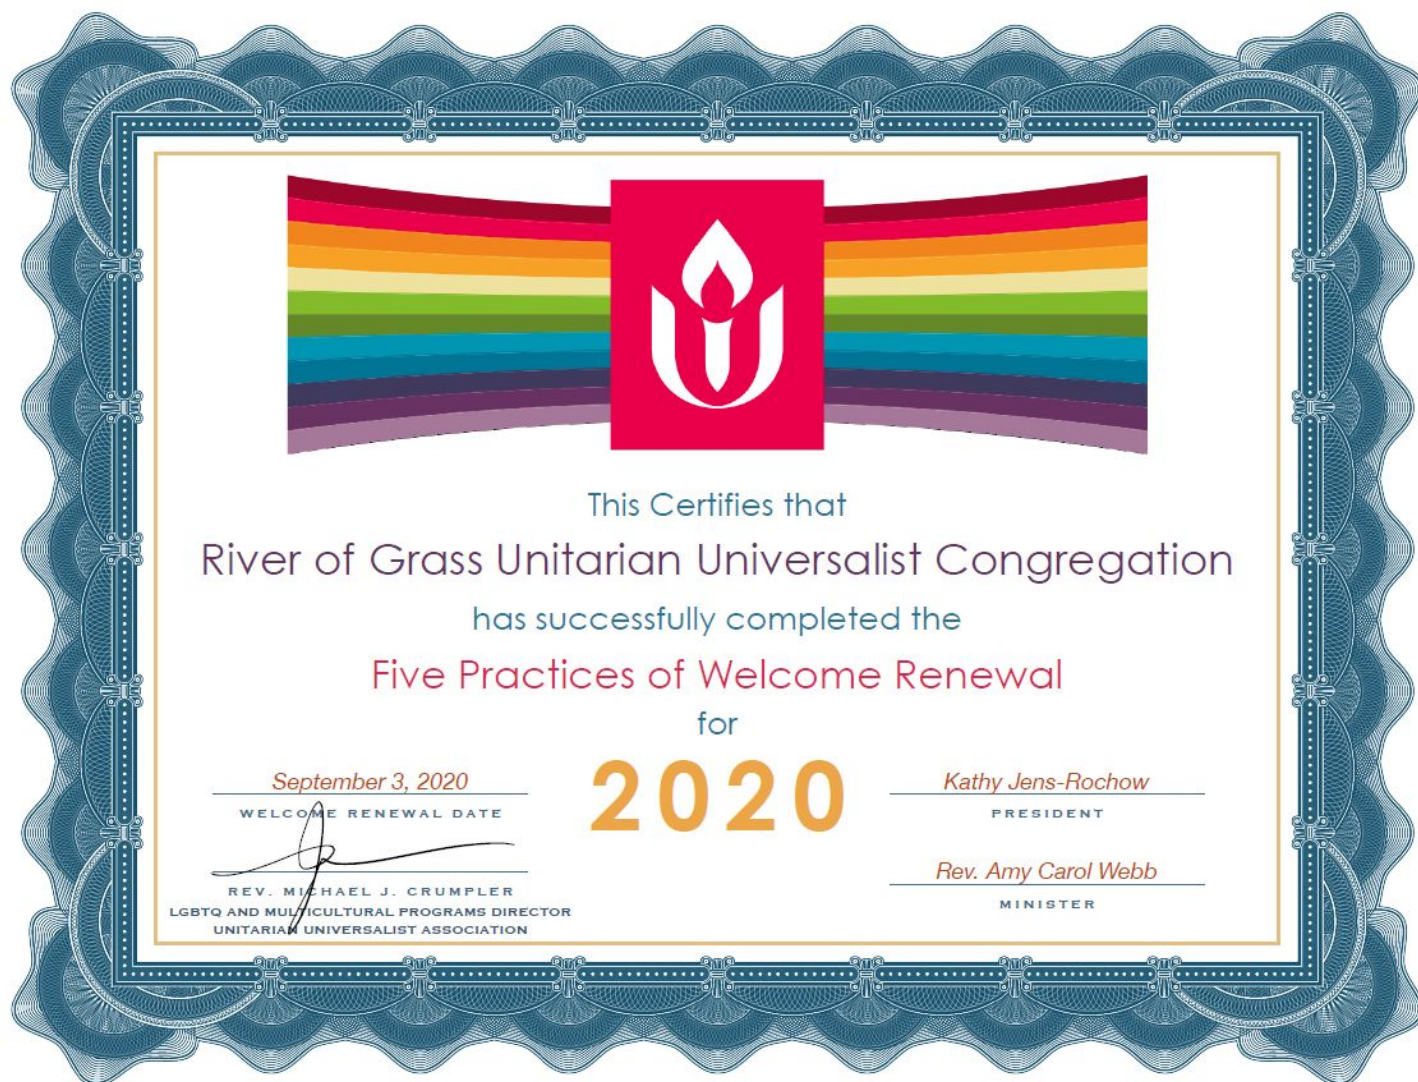 This Certifies that
River of Grass Unitarian Universalist Congregation
has successfully completed the
Five Practices of Welcome Renewal
for
2020
September 3, 2020
WELCOME RENEWAL DATE
REV. MICHAEL J. CRUMPLER
LGBTQ AND MULTICULTURAL PROGRAMS DIRECTOR
UNITARIAN UNIVERSALIST ASSOCIATION
Kathy Jens-Rochow
PRESIDENT
Rev. Amy Carol Webb
MINISTER